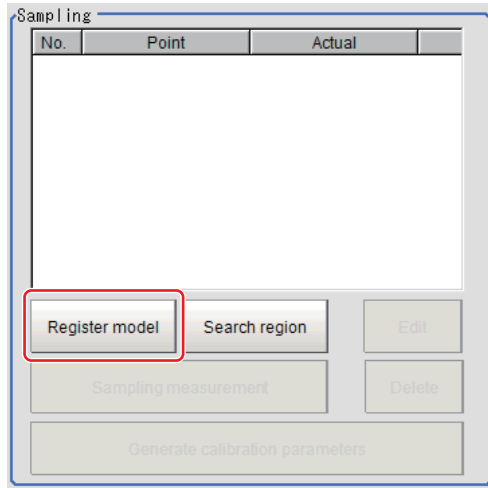 Sampling
No. Point Actual
Register model Search region Edit
Sampling measurement Delete
Generate calibration parameters